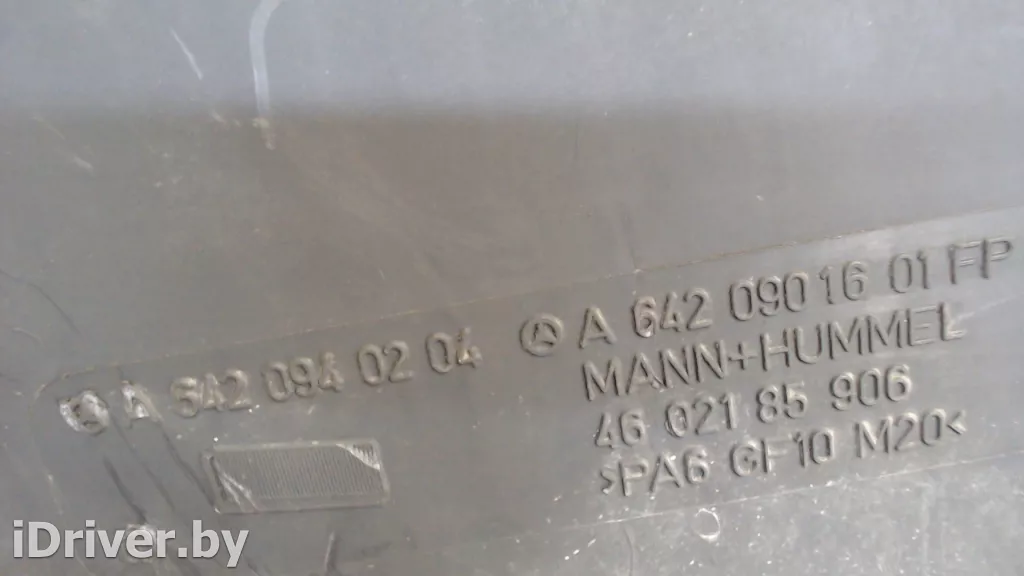 A 642 094 02 04
A 642 090 16 01 FP
MANN+HUMMEL
46 021 85 906
>PA6 GF10 M20<
iDriver.by